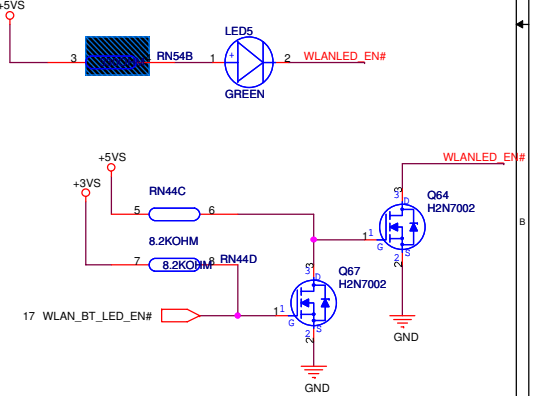 +5VS
LED5
3 RN54B 1 + 2 WLANLED_EN#
GREEN
WLANLED_EN#
+5VS
+3VS
RN44C
3 D Q64
H2N7002
5 6
B
8.2KOHM
1 1 G
2 2 S
7 8.2KOHM 8 RN44D
3 3 D Q67
H2N7002
17 WLAN_BT_LED_EN#
1 1 G
2 2 S
GND
GND